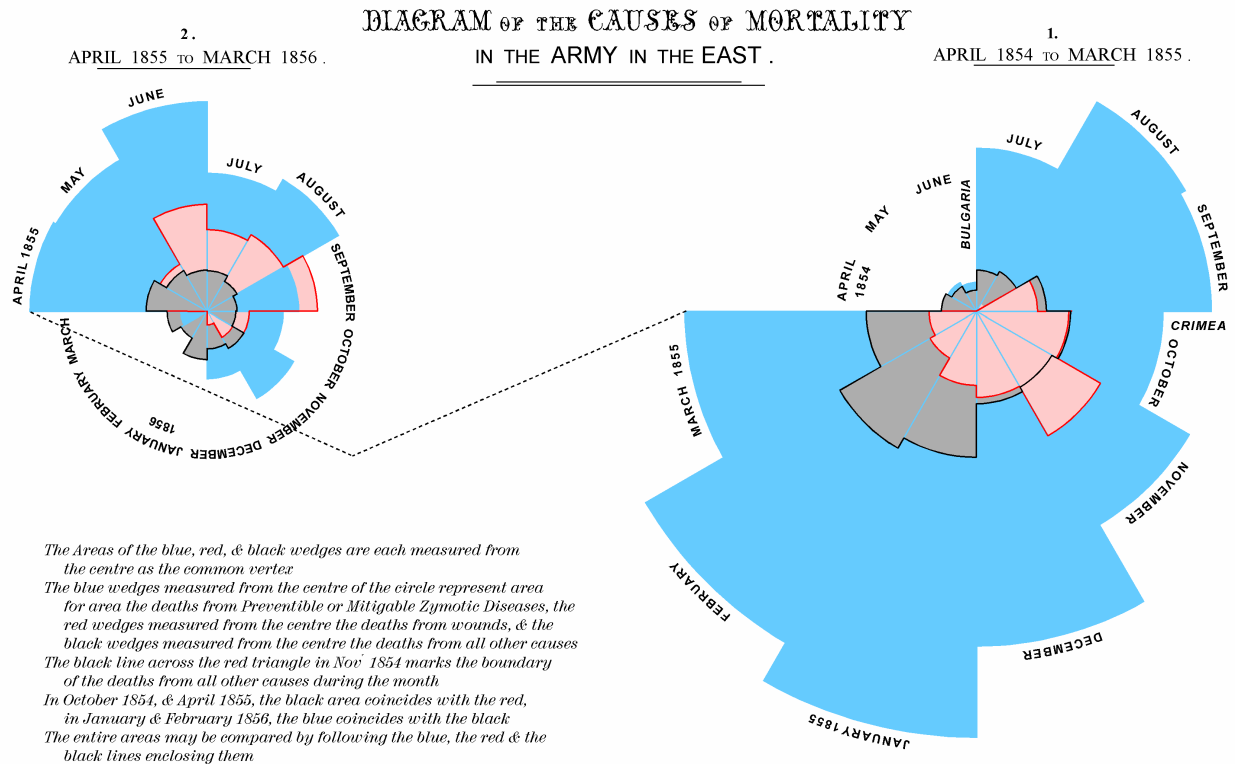 DIAGRAM OF THE CAUSES OF MORTALITY
IN THE ARMY IN THE EAST .
2 .
APRIL 1855 TO MARCH 1856 .
1.
APRIL 1854 TO MARCH 1855 .
APRIL 1855
MAY
JUNE
JULY
AUGUST
SEPTEMBER
OCTOBER
NOVEMBER
DECEMBER
JANUARY
1856
FEBRUARY
MARCH
APRIL
1854
MAY
JUNE
BULGARIA
JULY
AUGUST
SEPTEMBER
CRIMEA
OCTOBER
NOVEMBER
DECEMBER
JANUARY 1855
FEBRUARY
MARCH 1855
The Areas of the blue, red, & black wedges are each measured from
the centre as the common vertex
The blue wedges measured from the centre of the circle represent area
for area the deaths from Preventible or Mitigable Zymotic Diseases, the
red wedges measured from the centre the deaths from wounds, & the
black wedges measured from the centre the deaths from all other causes
The black line across the red triangle in Nov' 1854 marks the boundary
of the deaths from all other causes during the month
In October 1854, & April 1855, the black area coincides with the red,
in January & February 1856, the blue coincides with the black
The entire areas may be compared by following the blue, the red & the
black lines enclosing them